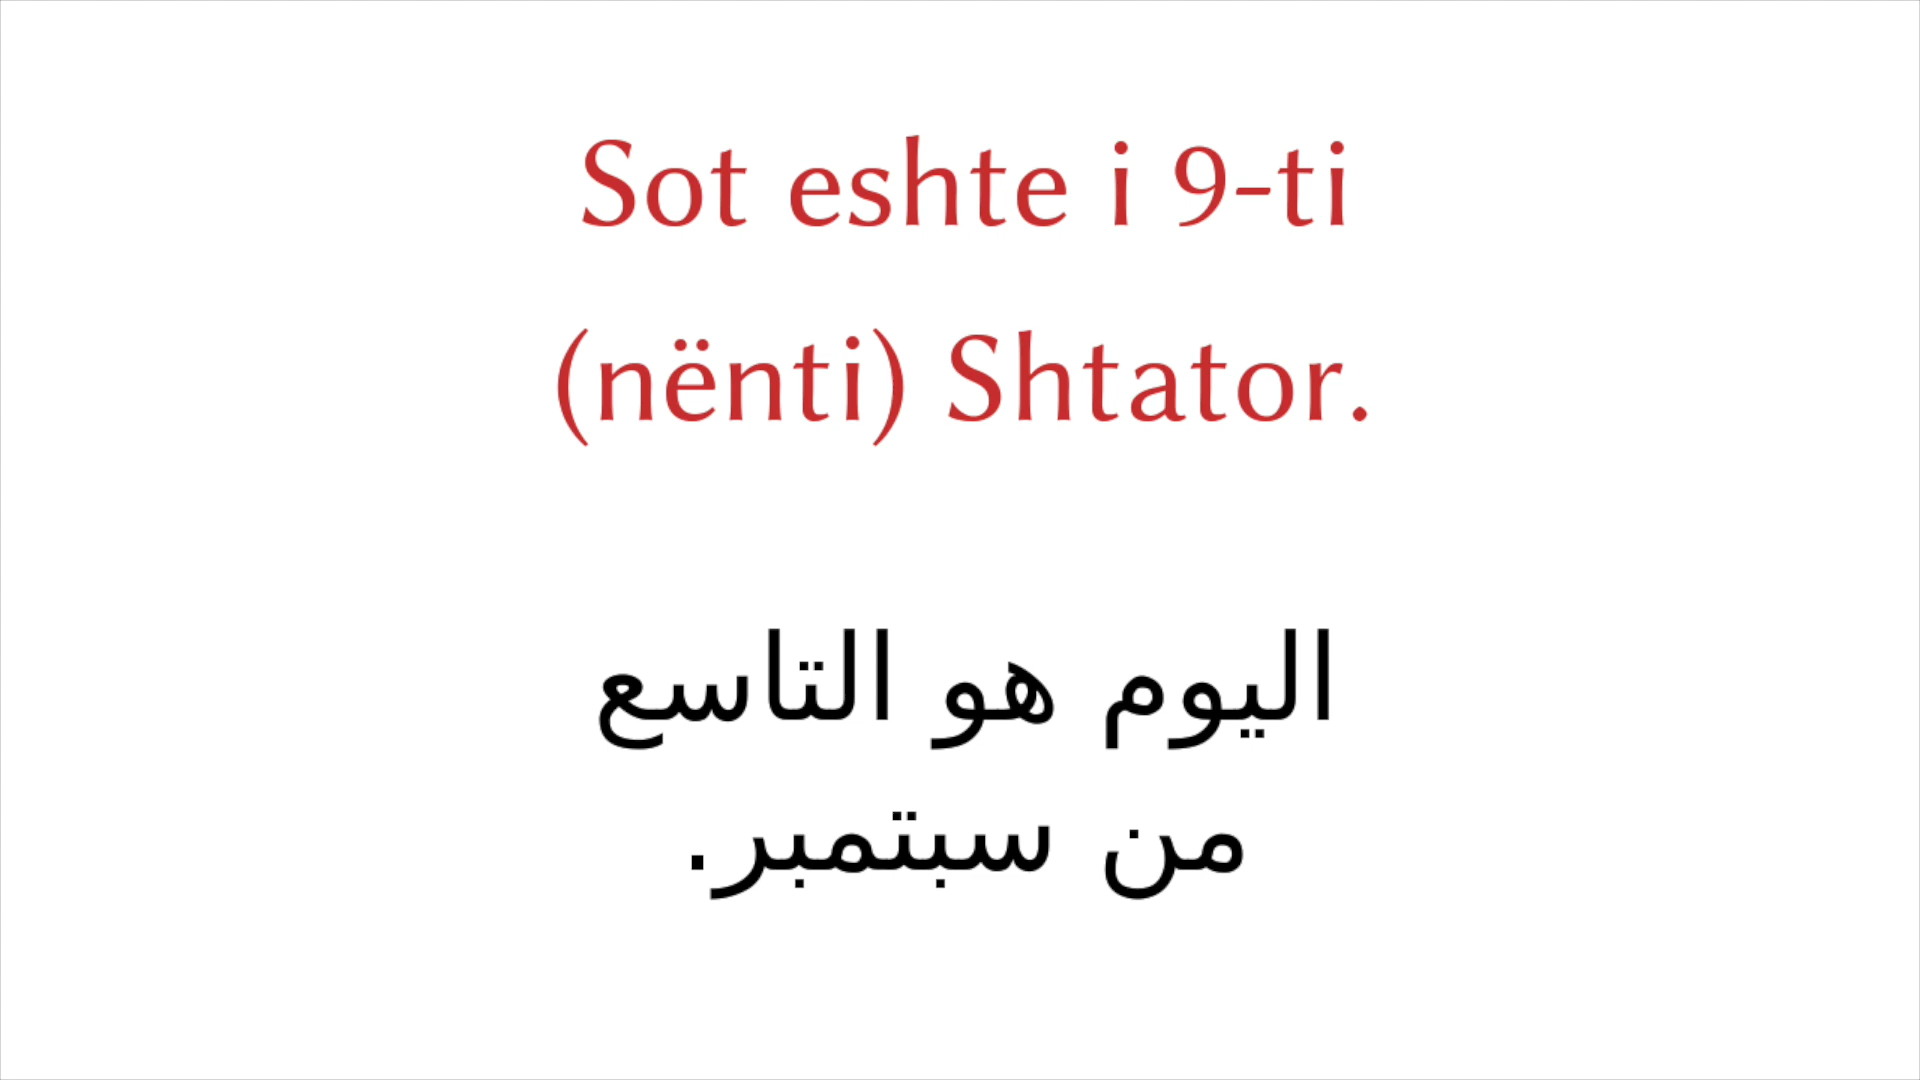 Sot eshte i 9-ti
(nënti) Shtator.
اليوم هو التاسع
من سبتمبر.